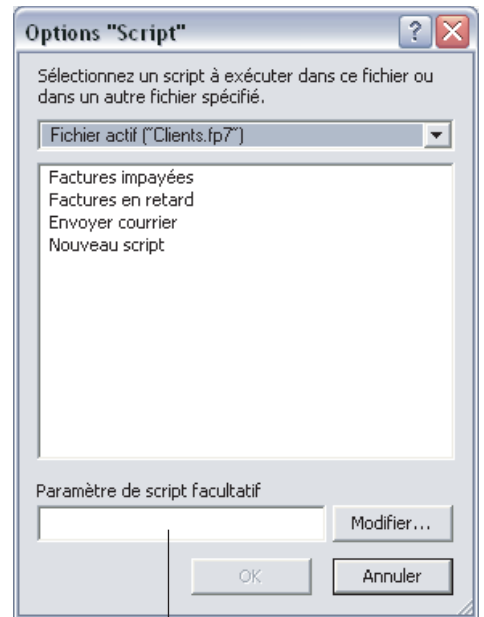 Options "Script"
Sélectionnez un script à exécuter dans ce fichier ou
dans un autre fichier spécifié.
Fichier actif ("Clients.fp7")
Factures impayées
Factures en retard
Envoyer courrier
Nouveau script
Paramètre de script facultatif
Modifier...
OK
Annuler